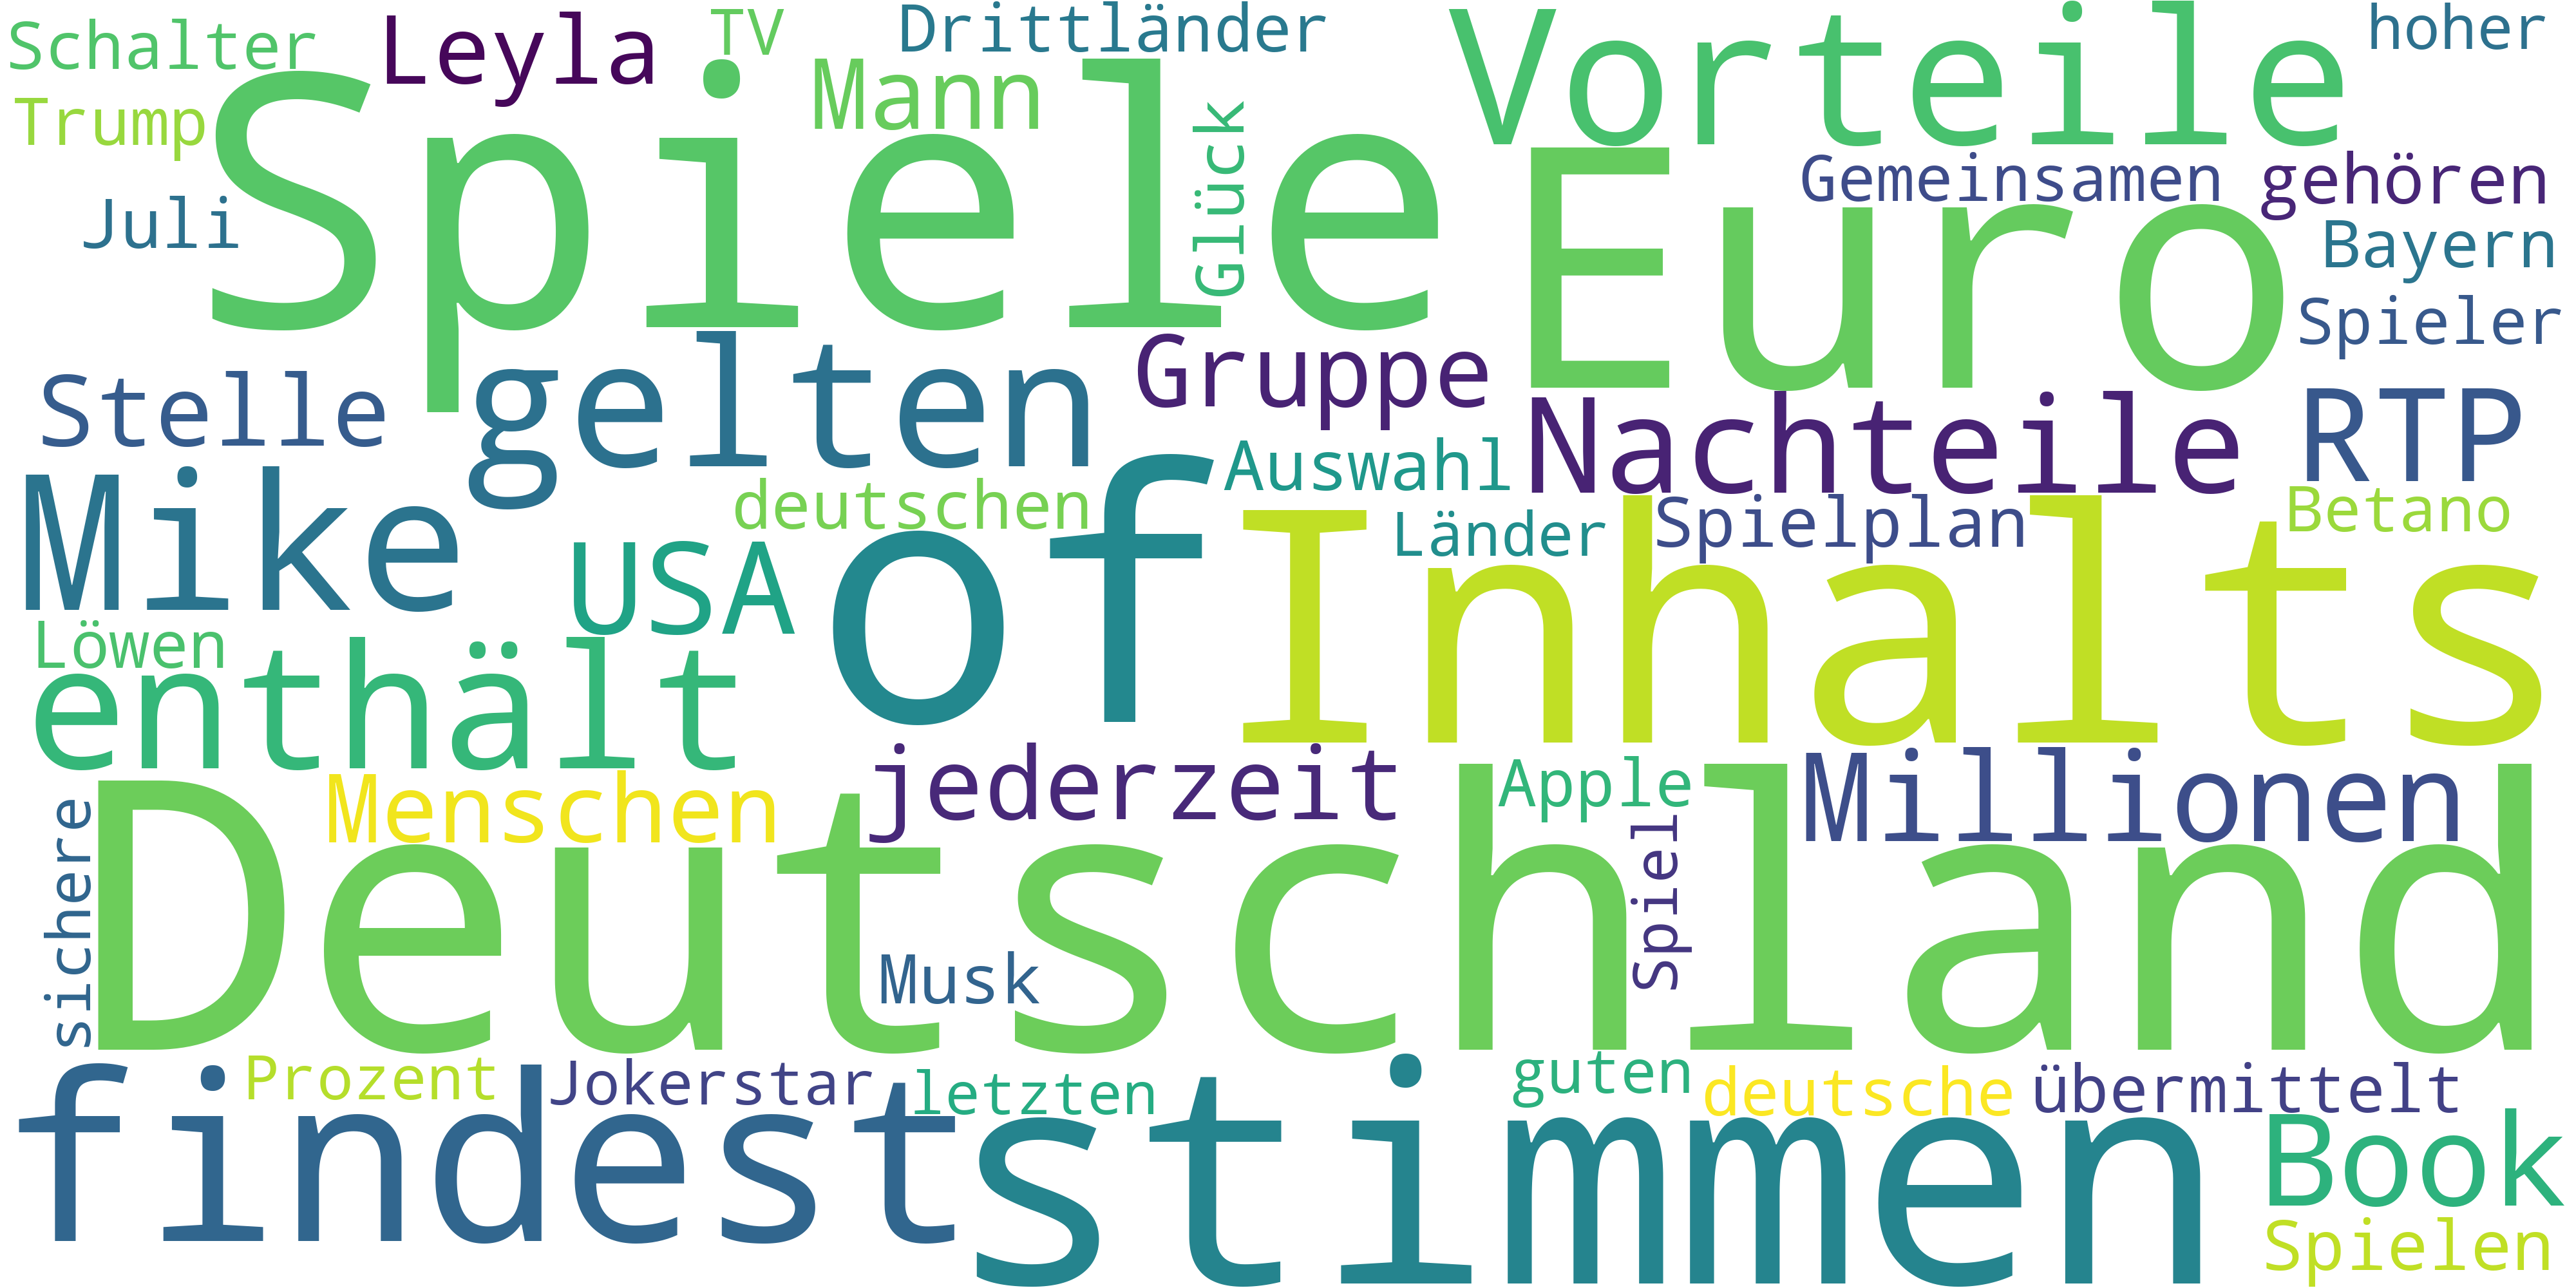 Schalter
Leyla
TV
Drittländer
Vorteile
hoher
Trump
Spiele
Mann
Glück
Euro
Gemeinsamen
gehören
Juli
Bayern
Spieler
Stelle
gelten
Gruppe
Nachteile
RTP
Mike
deutschen
of
Auswahl
Inhalts
Länder
Spielplan
Betano
USA
Löwen
enthält
Menschen
jederzeit
Apple
Millionen
sichere
Deutschland
Musk
Spiel
findest
Prozent
Jokerstar
letzten
stimmen
guten
deutsche
übermittelt
Book
Spielen